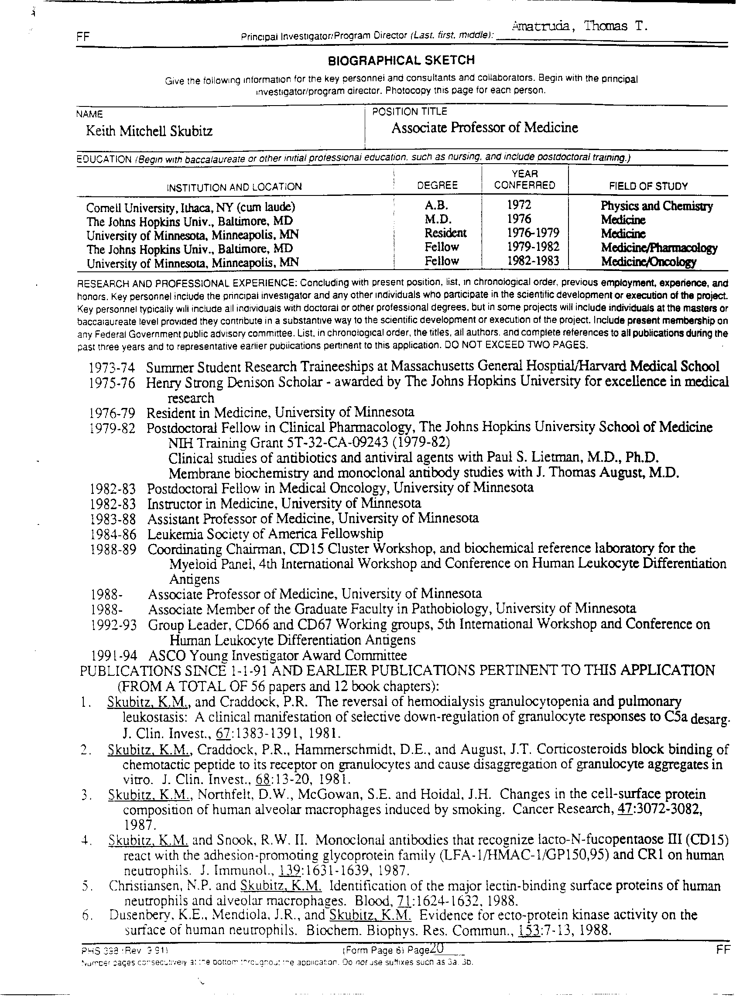 Amatruda, Thomas T.
FF Principal Investigator/Program Director (Last, first, middle):
BIOGRAPHICAL SKETCH
Give the following information for the key personnel and consultants and collaborators. Begin with the principal
investigator/program director. Photocopy this page for each person.
NAME POSITION TITLE
Keith Mitchell Skubitz Associate Professor of Medicine
EDUCATION (Begin with baccalaureate or other initial professional education, such as nursing, and include postdoctoral training.)
INSTITUTION AND LOCATION DEGREE YEAR CONFERRED FIELD OF STUDY
Cornell University, Ithaca, NY (cum laude) A.B. 1972 Physics and Chemistry
The Johns Hopkins Univ., Baltimore, MD M.D. 1976 Medicine
University of Minnesota, Minneapolis, MN Resident 1976-1979 Medicine
The Johns Hopkins Univ., Baltimore, MD Fellow 1979-1982 Medicine/Pharmacology
University of Minnesota, Minneapolis, MN Fellow 1982-1983 Medicine/Oncology
RESEARCH AND PROFESSIONAL EXPERIENCE: Concluding with present position, list, in chronological order, previous employment, experience, and
honors. Key personnel include the principal investigator and any other individuals who participate in the scientific development or execution of the project.
Key personnel typically will include all individuals with doctoral or other professional degrees, but in some projects will include individuals at the masters or
baccalaureate level provided they contribute in a substantive way to the scientific development or execution of the project. Include present membership on
any Federal Government public advisory committee. List, in chronological order, the titles, all authors, and complete references to all publications during the
past three years and to representative earlier publications pertinent to this application. DO NOT EXCEED TWO PAGES.
1973-74 Summer Student Research Traineeships at Massachusetts General Hosptial/Harvard Medical School
1975-76 Henry Strong Denison Scholar - awarded by The Johns Hopkins University for excellence in medical
research
1976-79 Resident in Medicine, University of Minnesota
1979-82 Postdoctoral Fellow in Clinical Pharmacology, The Johns Hopkins University School of Medicine
NIH Training Grant 5T-32-CA-09243 (1979-82)
Clinical studies of antibiotics and antiviral agents with Paul S. Lietman, M.D., Ph.D.
Membrane biochemistry and monoclonal antibody studies with J. Thomas August, M.D.
1982-83 Postdoctoral Fellow in Medical Oncology, University of Minnesota
1982-83 Instructor in Medicine, University of Minnesota
1983-88 Assistant Professor of Medicine, University of Minnesota
1984-86 Leukemia Society of America Fellowship
1988-89 Coordinating Chairman, CD15 Cluster Workshop, and biochemical reference laboratory for the
Myeloid Panel, 4th International Workshop and Conference on Human Leukocyte Differentiation
Antigens
1988- Associate Professor of Medicine, University of Minnesota
1988- Associate Member of the Graduate Faculty in Pathobiology, University of Minnesota
1992-93 Group Leader, CD66 and CD67 Working groups, 5th International Workshop and Conference on
Human Leukocyte Differentiation Antigens
1991-94 ASCO Young Investigator Award Committee
PUBLICATIONS SINCE 1-1-91 AND EARLIER PUBLICATIONS PERTINENT TO THIS APPLICATION
(FROM A TOTAL OF 56 papers and 12 book chapters):
1. Skubitz, K.M., and Craddock, P.R. The reversal of hemodialysis granulocytopenia and pulmonary
leukostasis: A clinical manifestation of selective down-regulation of granulocyte responses to C5a desarg.
J. Clin. Invest., 67:1383-1391, 1981.
2. Skubitz, K.M., Craddock, P.R., Hammerschmidt, D.E., and August, J.T. Corticosteroids block binding of
chemotactic peptide to its receptor on granulocytes and cause disaggregation of granulocyte aggregates in
vitro. J. Clin. Invest., 68:13-20, 1981.
3. Skubitz, K.M., Northfelt, D.W., McGowan, S.E. and Hoidal, J.H. Changes in the cell-surface protein
composition of human alveolar macrophages induced by smoking. Cancer Research, 47:3072-3082,
1987.
4. Skubitz, K.M. and Snook, R.W. II. Monoclonal antibodies that recognize lacto-N-fucopentaose III (CD15)
react with the adhesion-promoting glycoprotein family (LFA-1/HMAC-1/GP150,95) and CR1 on human
neutrophils. J. Immunol., 139:1631-1639, 1987.
5. Christiansen, N.P. and Skubitz, K.M. Identification of the major lectin-binding surface proteins of human
neutrophils and alveolar macrophages. Blood, 71:1624-1632, 1988.
6. Dusenbery, K.E., Mendiola, J.R., and Skubitz, K.M. Evidence for ecto-protein kinase activity on the
surface of human neutrophils. Biochem. Biophys. Res. Commun., 153:7-13, 1988.
PHS 398 (Rev. 9/91) (Form Page 6) Page 20 FF
Number pages consecutively at the bottom throughout the application. Do not use suffixes such as 3a, 3b.